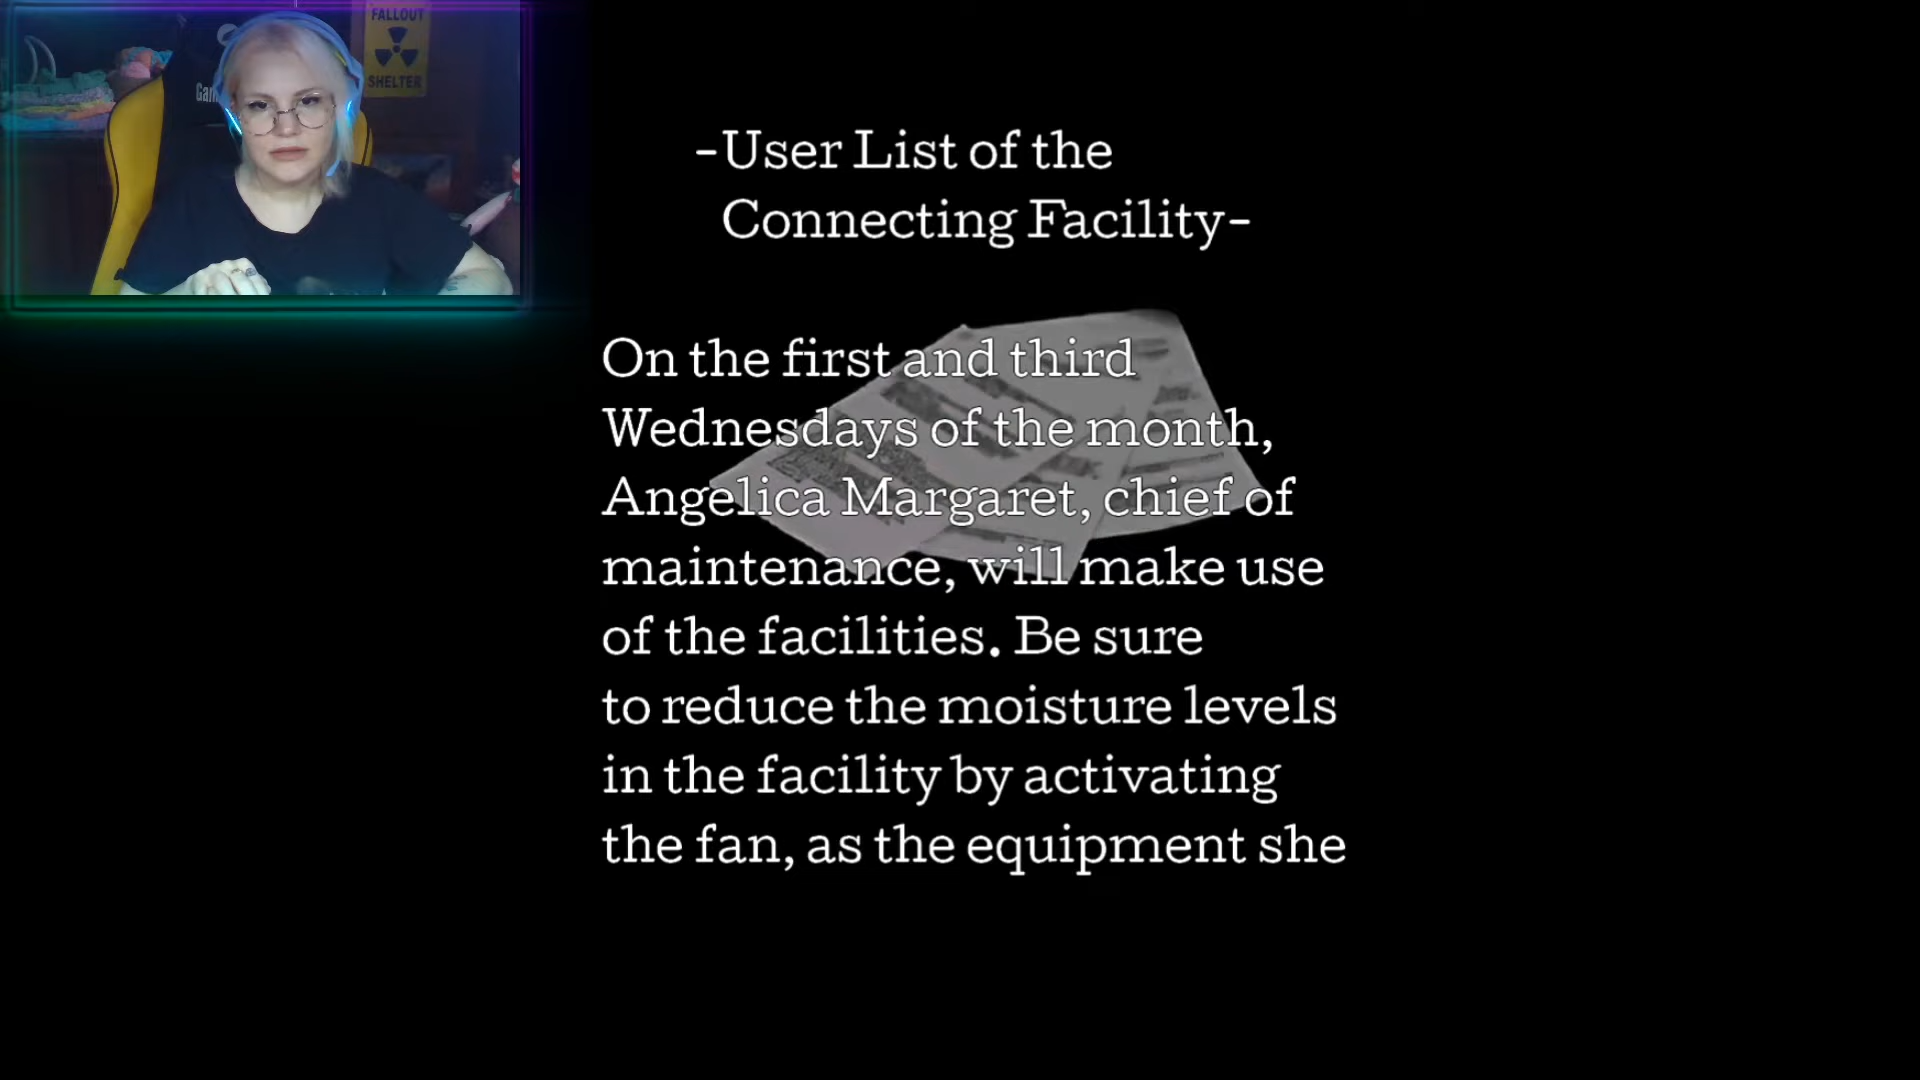 FALLOUT
SHELTER
-User List of the
Connecting Facility-
On the first and third
Wednesdays of the month,
Angelica Margaret, chief of
maintenance, will make use
of the facilities. Be sure
to reduce the moisture levels
in the facility by activating
the fan, as the equipment she